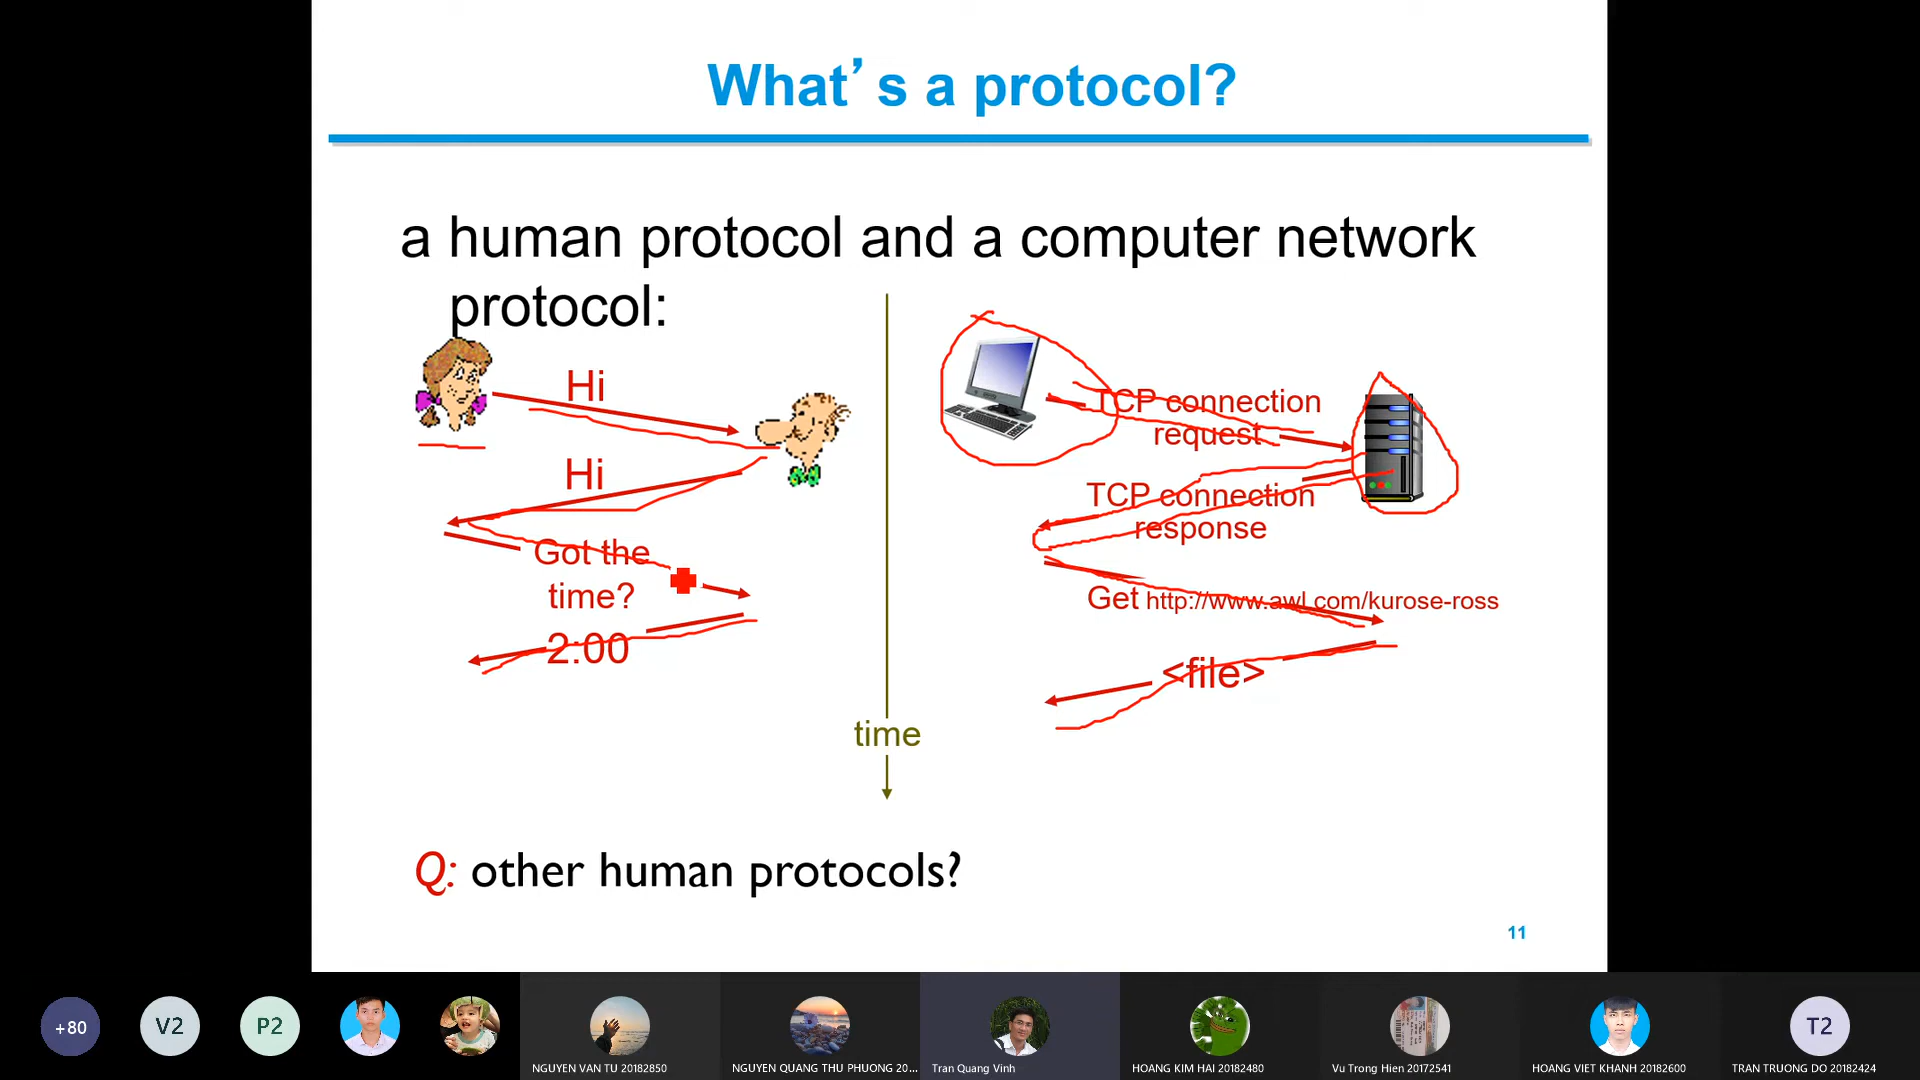 What's a protocol?
a human protocol and a computer network
protocol:
Hi
Hi
Got the
time?
2:00
time
TCP connection
request
TCP connection
response
Get http://www.awl.com/kurose-ross
<file>
Q: other human protocols?
11
+80
V2
P2
NGUYEN VAN TU 20182850
NGUYEN QUANG THU PHUONG 20...
Tran Quang Vinh
HOANG KIM HAI 20182480
Vu Trong Hien 20172541
HOANG VIET KHANH 20182600
T2
TRAN TRUONG DO 20182424